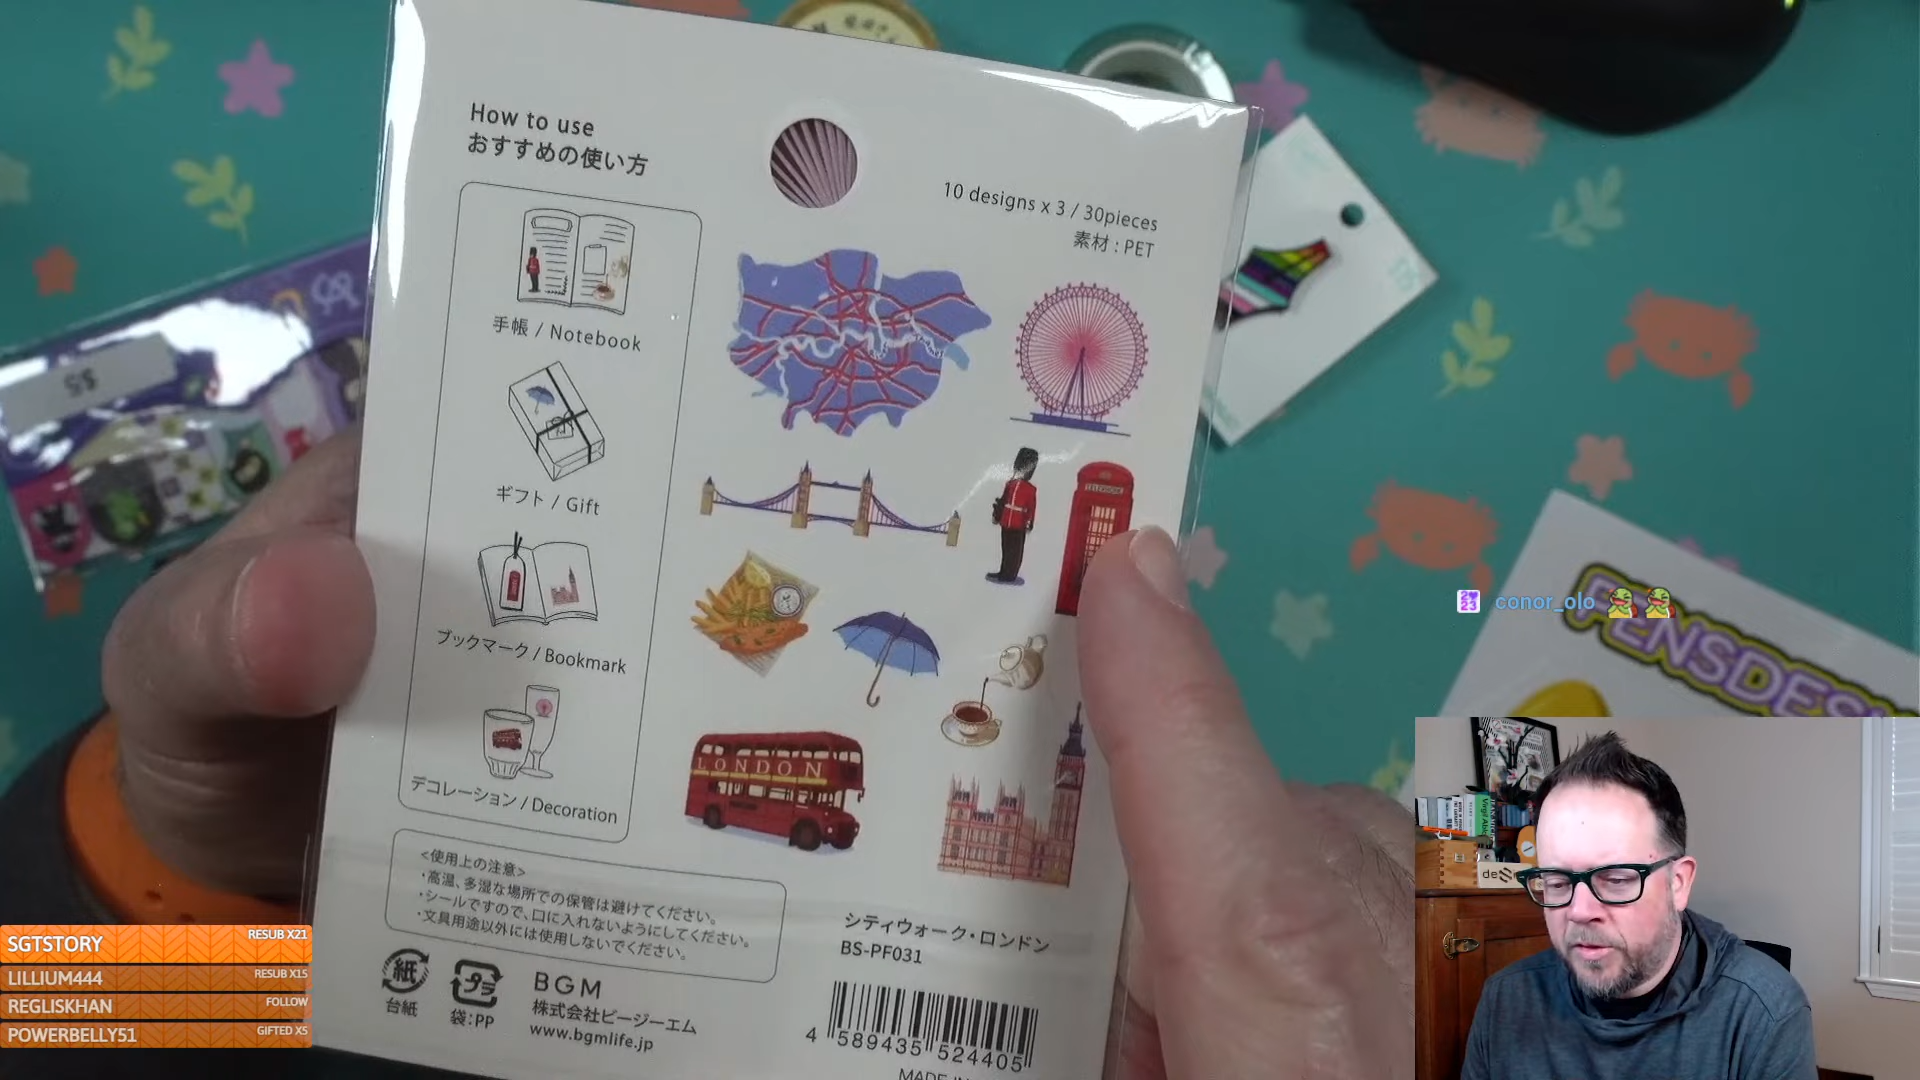 How to use
おすすめの使い方
10 designs x 3 / 30pieces
素材 : PET
手帳 / Notebook
ギフト / Gift
ブックマーク / Bookmark
デコレーション / Decoration
TELEPHONE
LONDON
<使用上の注意>
・高温、多湿な場所での保管は避けてください。
・シールですので、口に入れないようにしてください。
・文具用途以外には使用しないでください。
シティウォーク・ロンドン
BS-PF031
紙
台紙
プラ
袋:PP
BGM
株式会社ビージーエム
www.bgmlife.jp
4 589435 524405
MADE IN
$5
conor_olo
SGTSTORY
RESUB X21
LILLIUM444
RESUB X15
REGLISKHAN
FOLLOW
POWERBELLY51
GIFTED X5